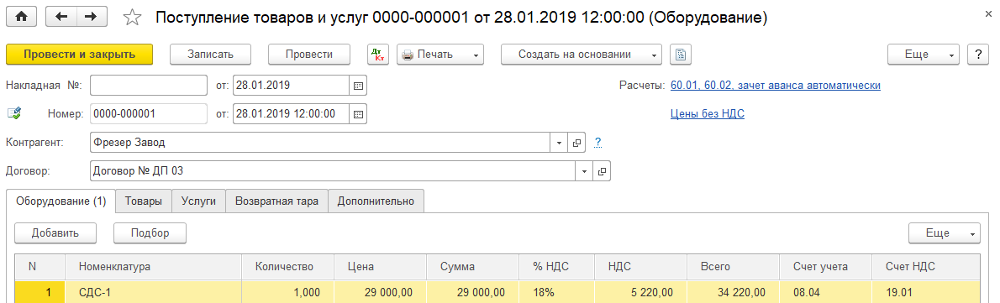 Поступление товаров и услуг 0000-000001 от 28.01.2019 12:00:00 (Оборудование)
Провести и закрыть Записать Провести Дт Кт Печать Создать на основании Еще ?
Накладная №: от: 28.01.2019 Расчеты: 60.01, 60.02, зачет аванса автоматически
Номер: 0000-000001 от: 28.01.2019 12:00:00 Цены без НДС
Контрагент: Фрезер Завод ?
Договор: Договор № ДП 03
Оборудование (1) Товары Услуги Возвратная тара Дополнительно
Добавить Подбор Еще
N Номенклатура Количество Цена Сумма % НДС НДС Всего Счет учета Счет НДС
1 СДС-1 1,000 29 000,00 29 000,00 18% 5 220,00 34 220,00 08.04 19.01